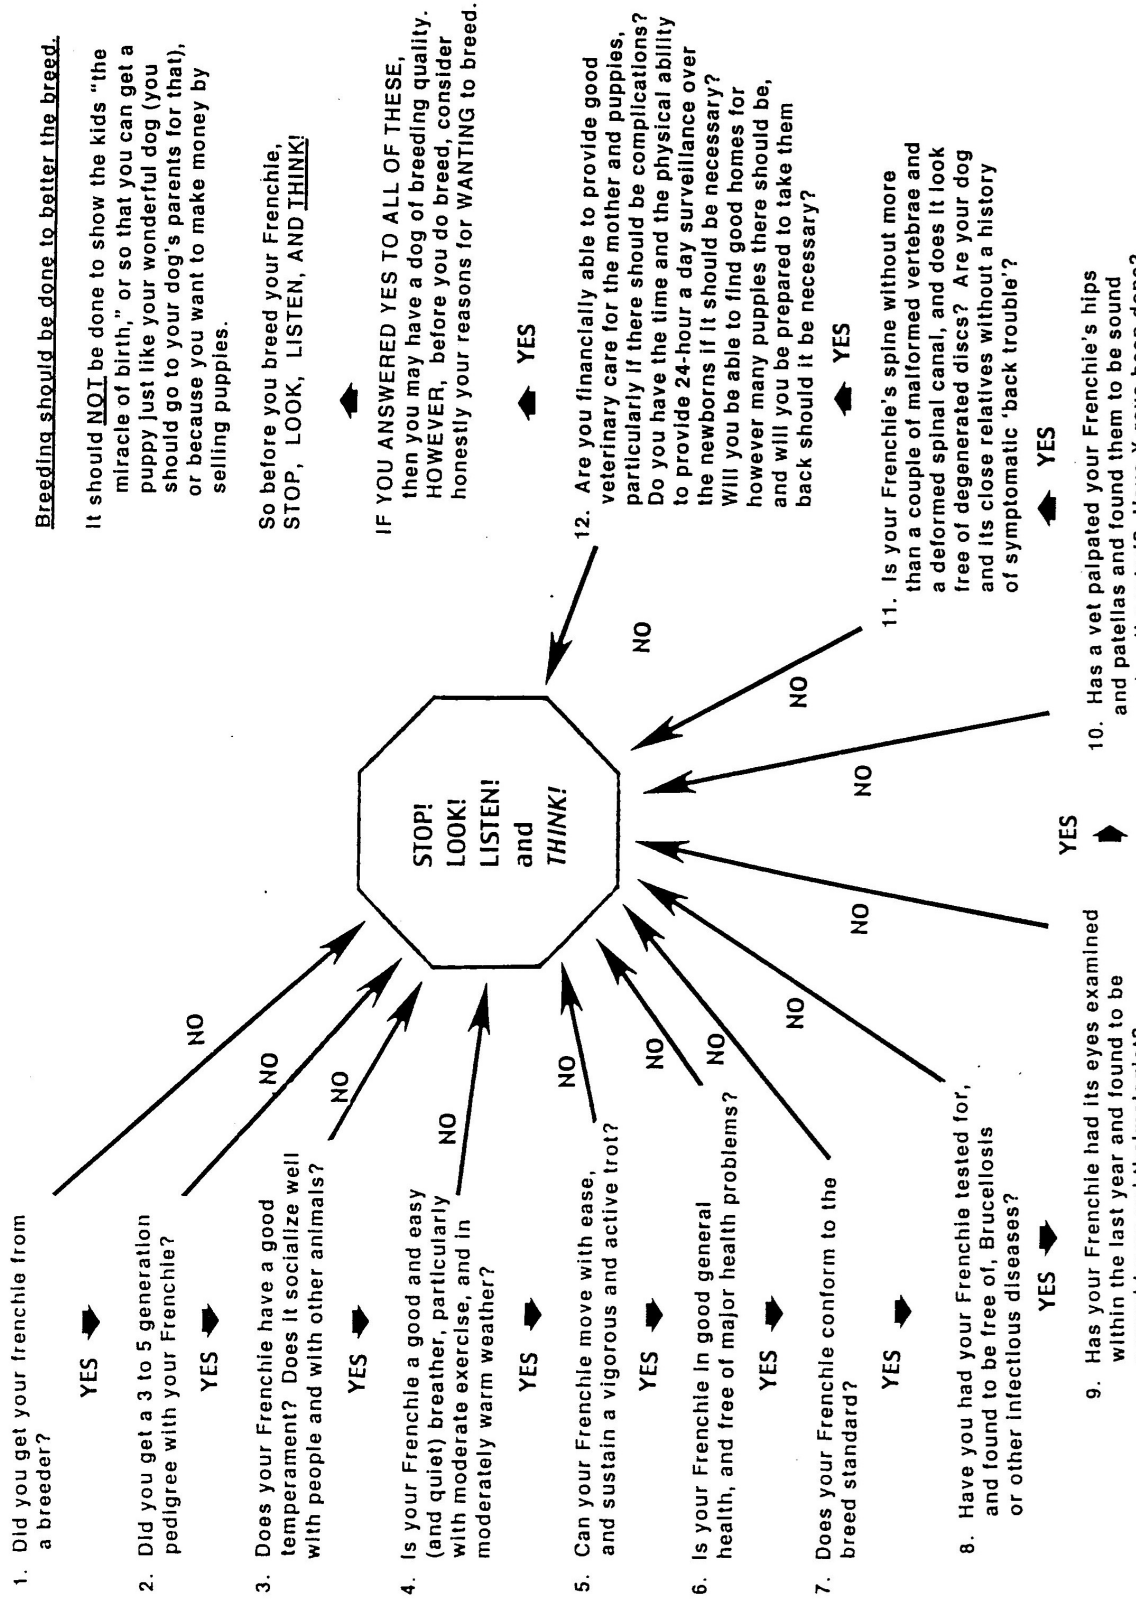 1. Did you get your frenchie from
a breeder?
NO
YES
2. Did you get a 3 to 5 generation
pedigree with your Frenchie?
NO
YES
3. Does your Frenchie have a good
temperament? Does it socialize well
with people and with other animals?
NO
YES
4. Is your Frenchie a good and easy
(and quiet) breather, particularly
with moderate exercise, and in
moderately warm weather?
NO
YES
5. Can your Frenchie move with ease,
and sustain a vigorous and active trot?
NO
YES
6. Is your Frenchie in good general
health, and free of major health problems?
NO
YES
7. Does your Frenchie conform to the
breed standard?
NO
YES
8. Have you had your Frenchie tested for,
and found to be free of, Brucellosis
or other infectious diseases?
NO
YES
9. Has your Frenchie had its eyes examined
within the last year and found to be
NO
YES
10. Has a vet palpated your Frenchie's hips
and patellas and found them to be sound
NO
YES
11. Is your Frenchie's spine without more
than a couple of malformed vertebrae and
a deformed spinal canal, and does it look
free of degenerated discs? Are your dog
and its close relatives without a history
of symptomatic 'back trouble'?
NO
YES
12. Are you financially able to provide good
veterinary care for the mother and puppies,
particularly if there should be complications?
Do you have the time and the physical ability
to provide 24-hour a day surveillance over
the newborns if it should be necessary?
Will you be able to find good homes for
however many puppies there should be,
and will you be prepared to take them
back should it be necessary?
NO
YES
IF YOU ANSWERED YES TO ALL OF THESE,
then you may have a dog of breeding quality.
HOWEVER, before you do breed, consider
honestly your reasons for WANTING to breed.
So before you breed your Frenchie,
STOP, LOOK, LISTEN, AND THINK!
Breeding should be done to better the breed.
It should NOT be done to show the kids "the
miracle of birth," or so that you can get a
puppy just like your wonderful dog (you
should go to your dog's parents for that),
or because you want to make money by
selling puppies.
STOP!
LOOK!
LISTEN!
and
THINK!